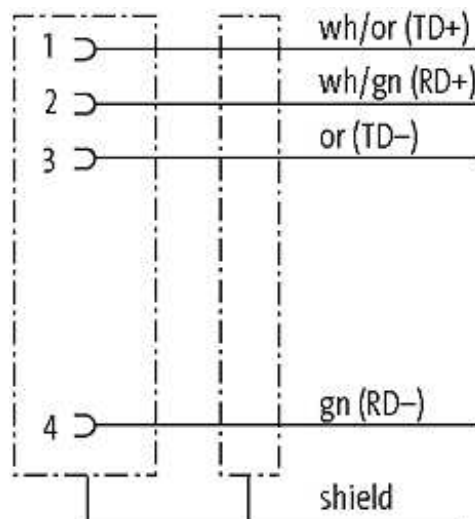 1 wh/or (TD+)
2 wh/gn (RD+)
3 or (TD–)
4 gn (RD–)
shield